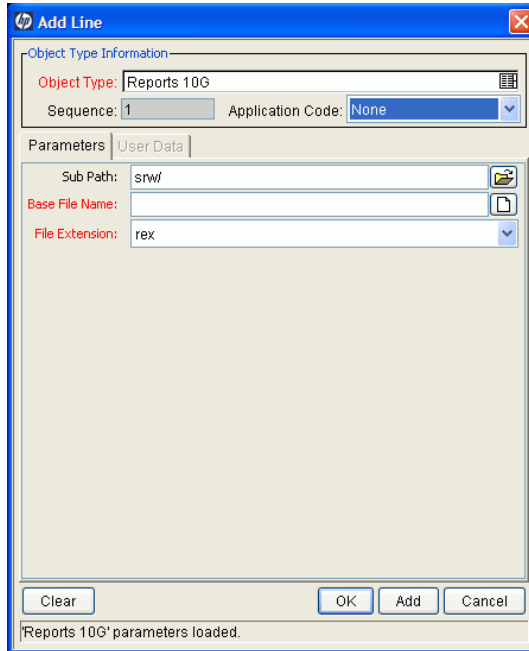 hp Add Line
Object Type Information
Object Type: Reports 10G
Sequence: 1 Application Code: None
Parameters User Data
Sub Path: srw/
Base File Name:
File Extension: rex
Clear OK Add Cancel
'Reports 10G' parameters loaded.